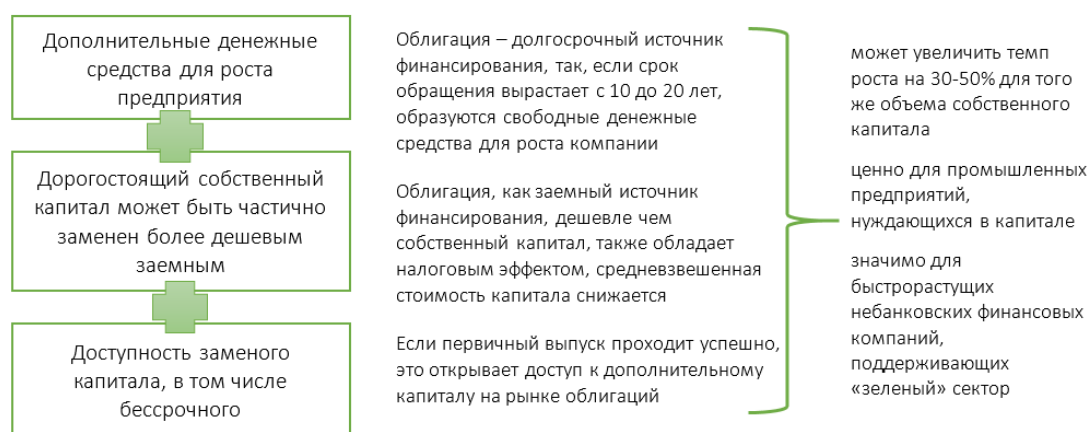 Дополнительные денежные
средства для роста
предприятия
Дорогостоящий собственный
капитал может быть частично
заменен более дешевым
заемным
Доступность заменого
капитала, в том числе
бессрочного
Облигация – долгосрочный источник
финансирования, так, если срок
обращения вырастает с 10 до 20 лет,
образуются свободные денежные
средства для роста компании
Облигация, как заемный источник
финансирования, дешевле чем
собственный капитал, также обладает
налоговым эффектом, средневзвешенная
стоимость капитала снижается
Если первичный выпуск проходит успешно,
это открывает доступ к дополнительному
капиталу на рынке облигаций
может увеличить темп
роста на 30-50% для того
же объема собственного
капитала
ценно для промышленных
предприятий,
нуждающихся в капитале
значимо для
быстрорастущих
небанковских финансовых
компаний,
поддерживающих
«зеленый» сектор